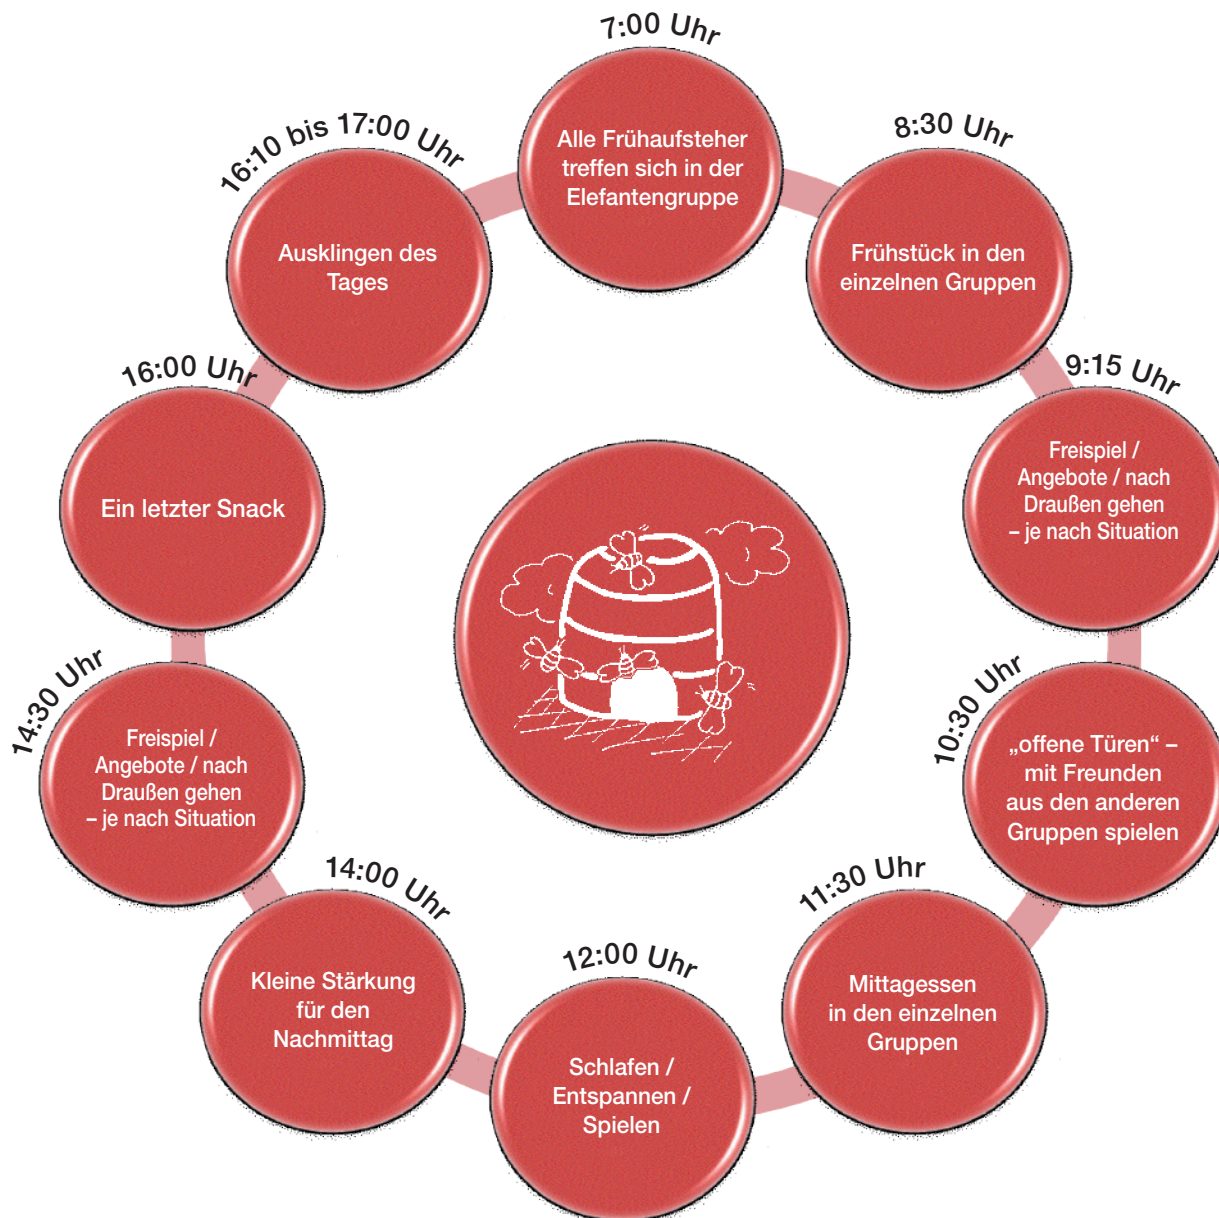 7:00 Uhr
Alle Frühaufsteher
treffen sich in der
Elefantengruppe
8:30 Uhr
Frühstück in den
einzelnen Gruppen
9:15 Uhr
Freispiel /
Angebote / nach
Draußen gehen
– je nach Situation
10:30 Uhr
„offene Türen“ –
mit Freunden
aus den anderen
Gruppen spielen
11:30 Uhr
Mittagessen
in den einzelnen
Gruppen
12:00 Uhr
Schlafen /
Entspannen /
Spielen
14:00 Uhr
Kleine Stärkung
für den
Nachmittag
14:30 Uhr
Freispiel /
Angebote / nach
Draußen gehen
– je nach Situation
16:00 Uhr
Ein letzter Snack
16:10 bis 17:00 Uhr
Ausklingen des
Tages